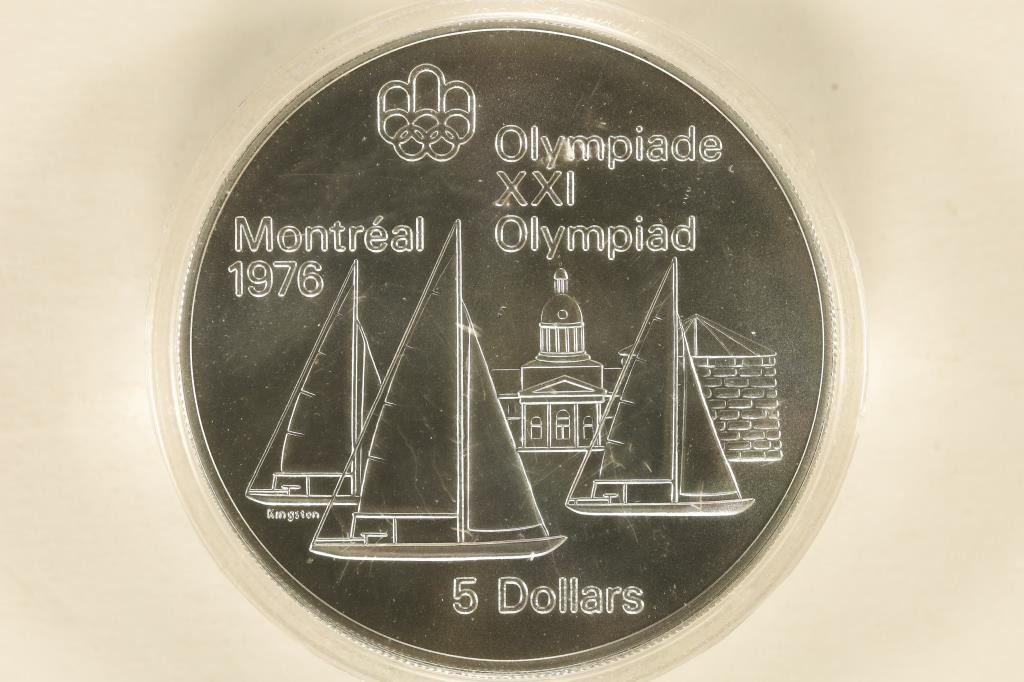 Olympiade
XXI
Olympiad
Montréal
1976
Kingston
5 Dollars